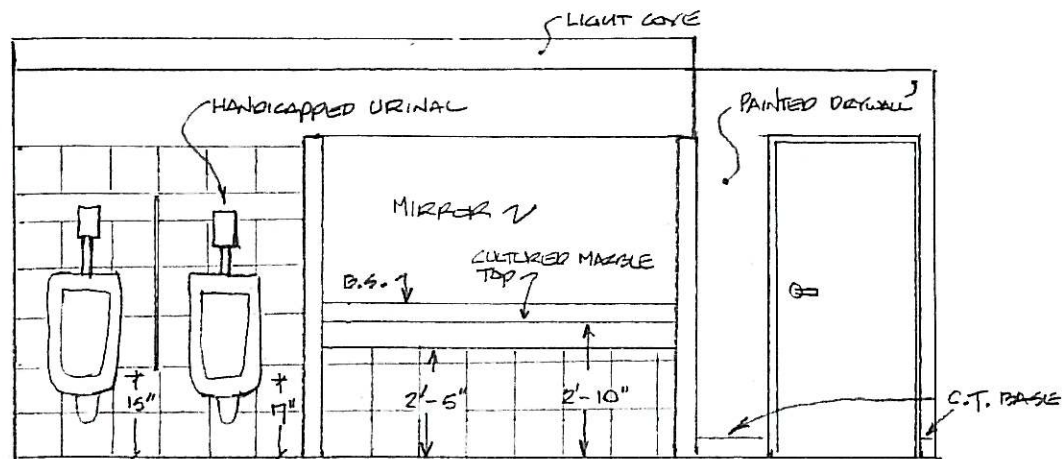 LIGHT COVE
HANDICAPPED URINAL
PAINTED DRYWALL
MIRROR
CULTURED MARBLE
TOP
B.S.
15"
17"
2'-5"
2'-10"
C.T. BASE